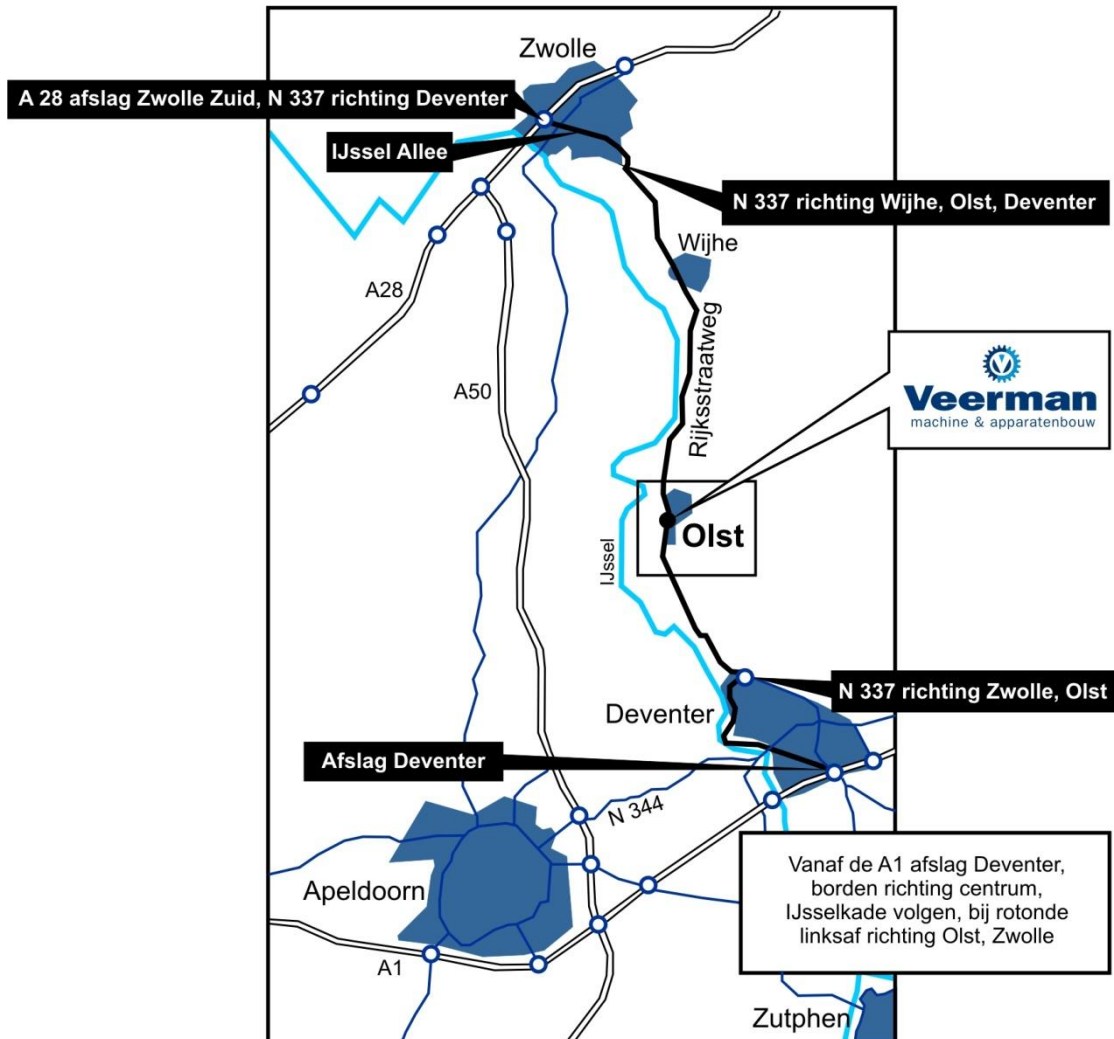 Zwolle
A 28 afslag Zwolle Zuid, N 337 richting Deventer
IJssel Allee
N 337 richting Wijhe, Olst, Deventer
Wijhe
A28
Rijksstraatweg
A50
Veerman
machine & apparatenbouw
Olst
IJssel
N 337 richting Zwolle, Olst
Deventer
Afslag Deventer
N 344
Vanaf de A1 afslag Deventer,
borden richting centrum,
IJsselkade volgen, bij rotonde
linksaf richting Olst, Zwolle
Apeldoorn
A1
Zutphen